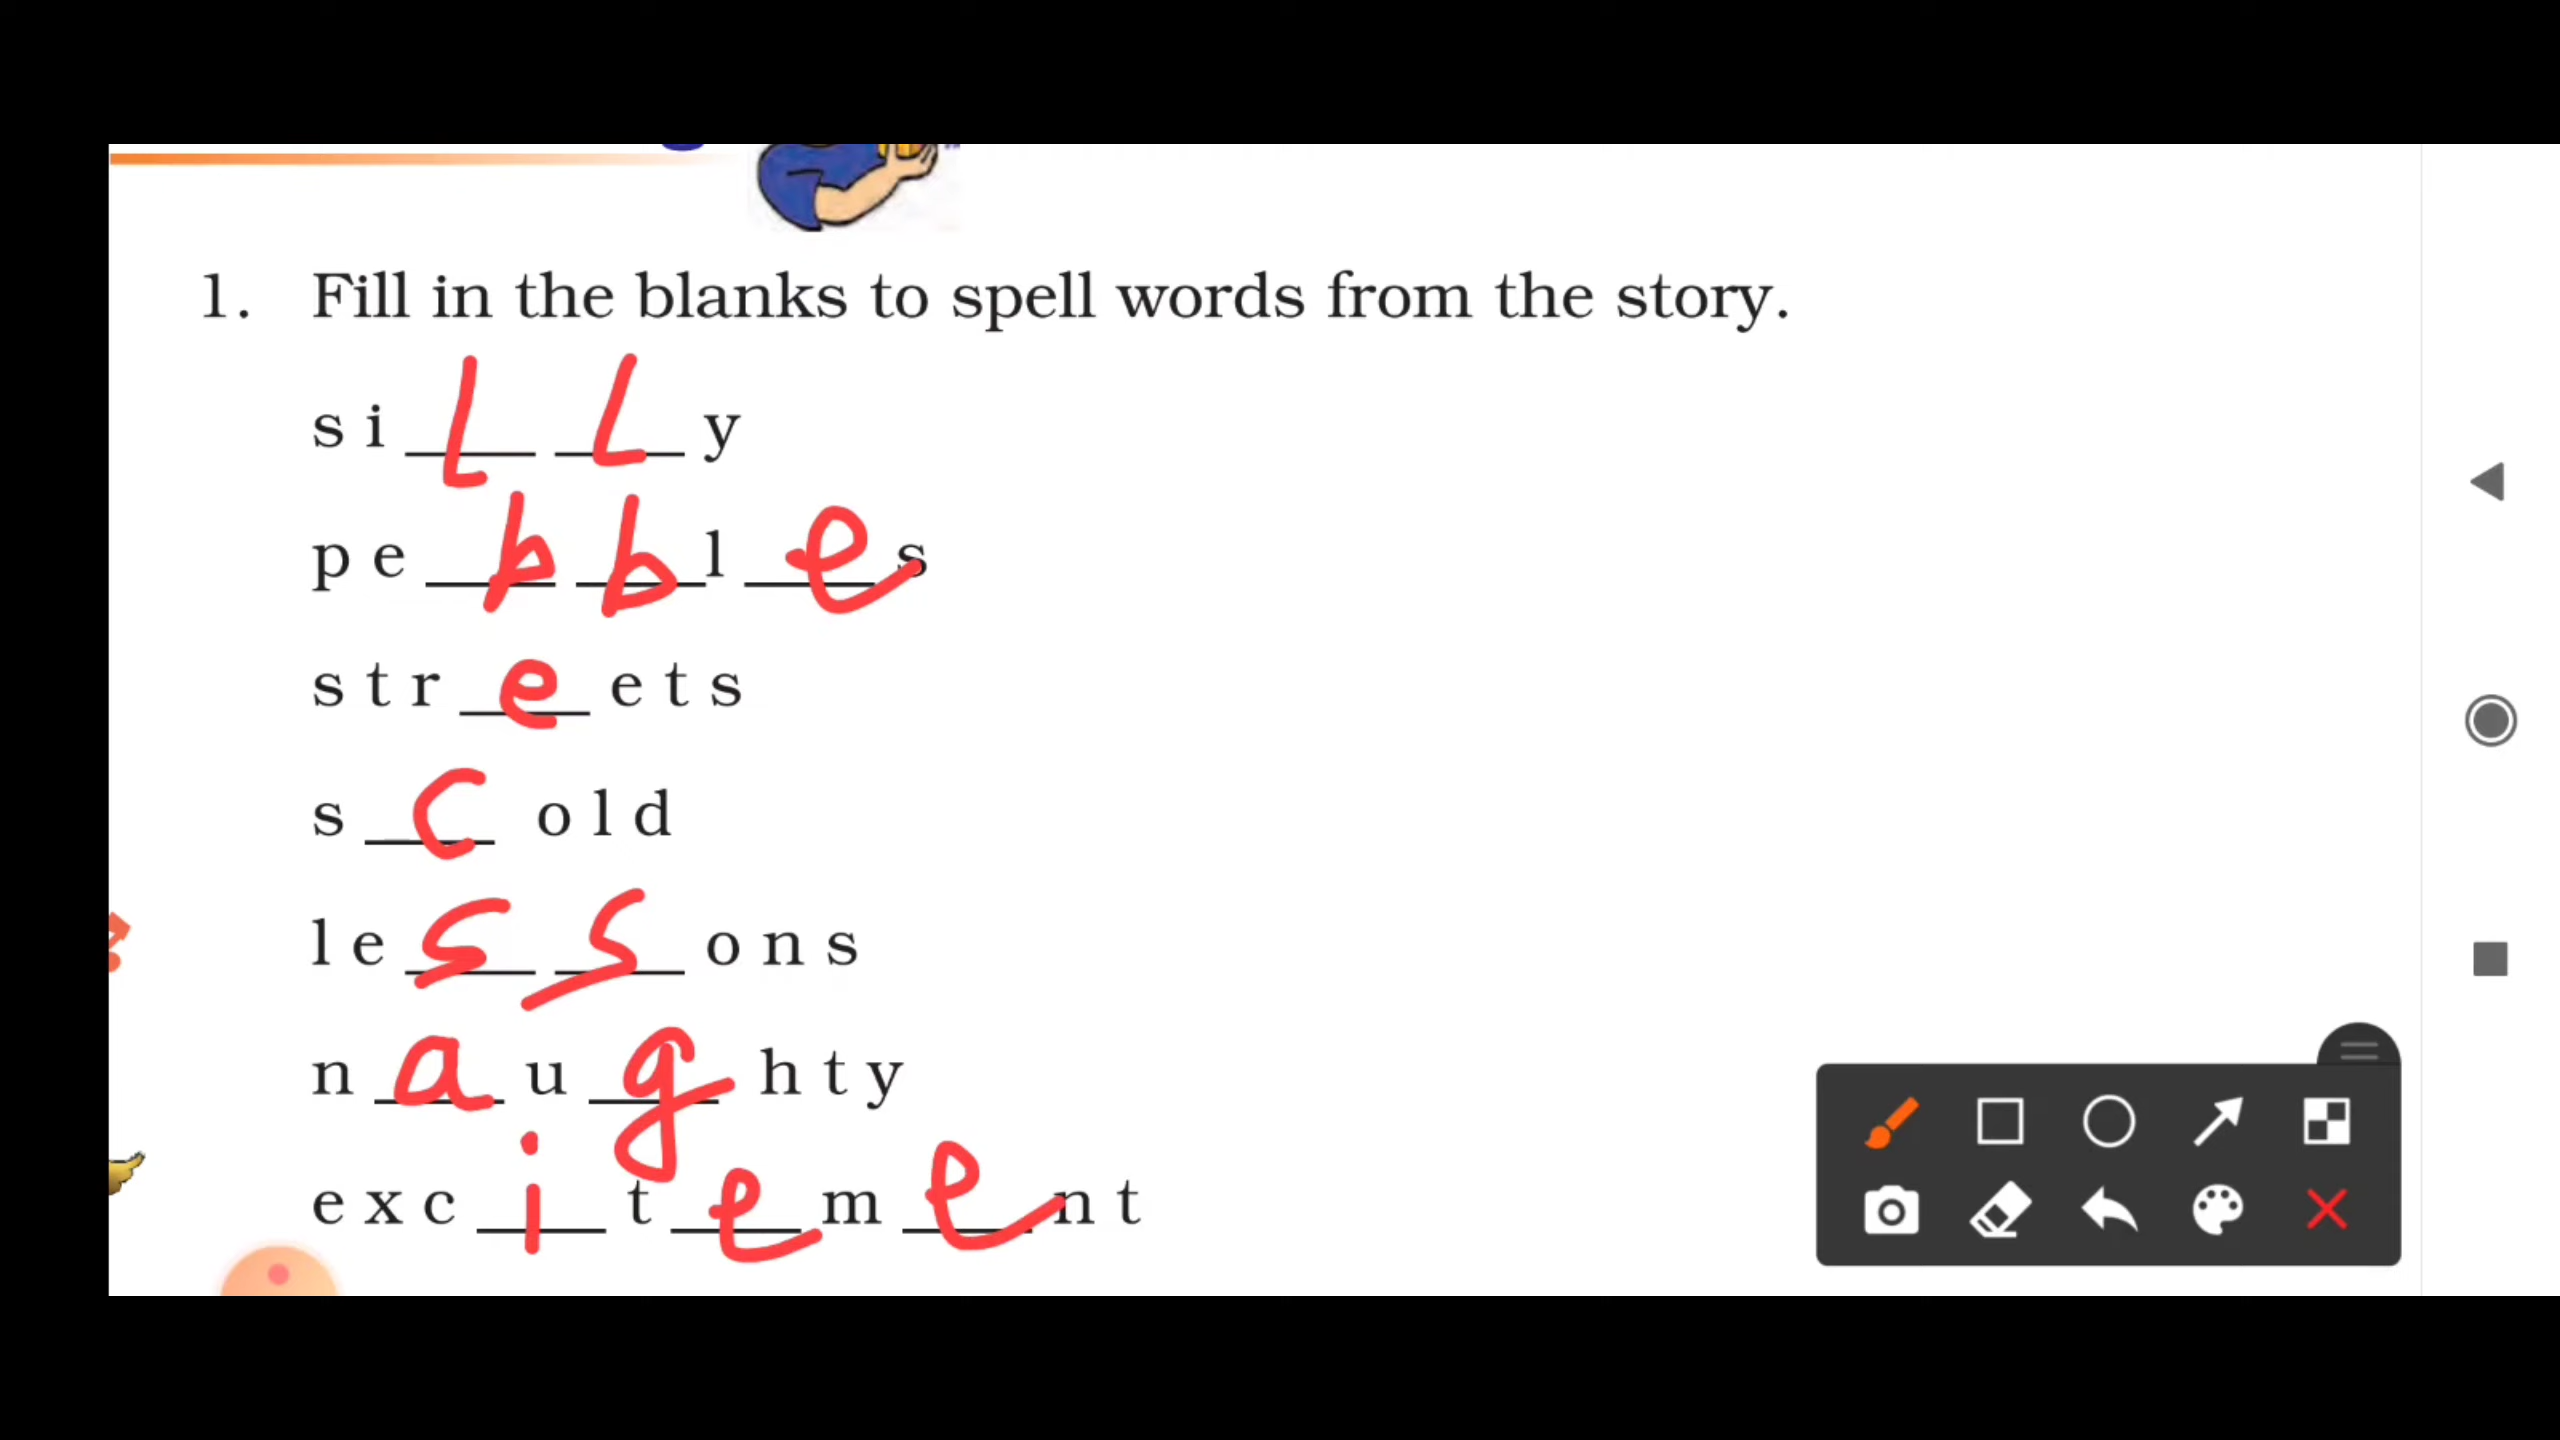 1. Fill in the blanks to spell words from the story.
s i l l y
p e b b l e s
s t r e e t s
s c o l d
l e s s o n s
n a u g h t y
e x c i t e m e n t